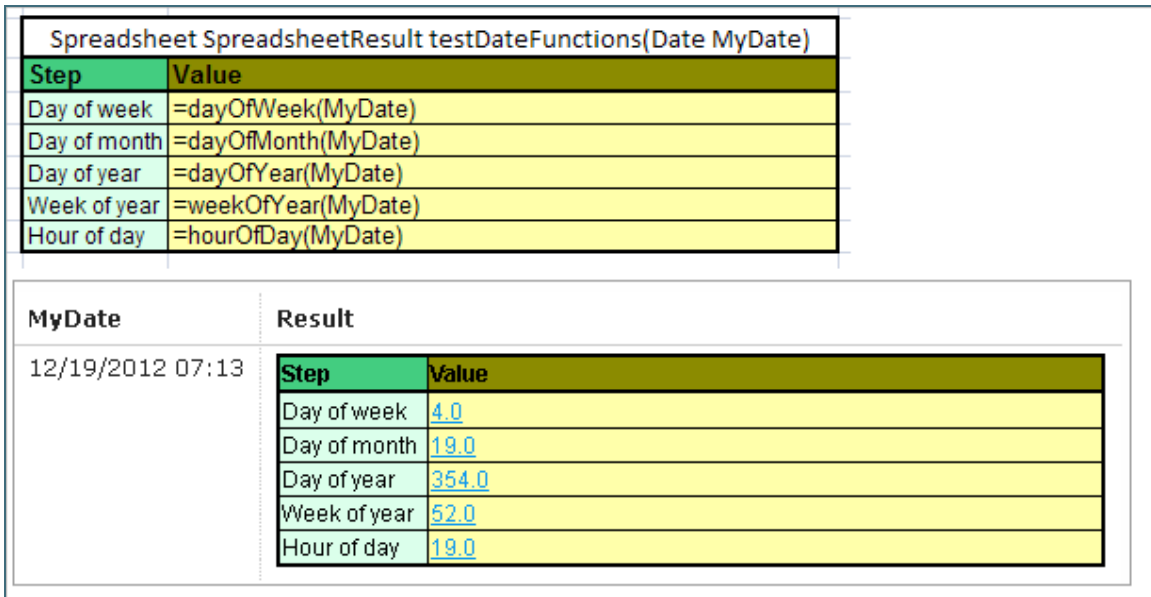 Spreadsheet SpreadsheetResult testDateFunctions(Date MyDate)
Step Value
Day of week =dayOfWeek(MyDate)
Day of month =dayOfMonth(MyDate)
Day of year =dayOfYear(MyDate)
Week of year =weekOfYear(MyDate)
Hour of day =hourOfDay(MyDate)
MyDate Result
12/19/2012 07:13 Step Value
Day of week 4.0
Day of month 19.0
Day of year 354.0
Week of year 52.0
Hour of day 19.0